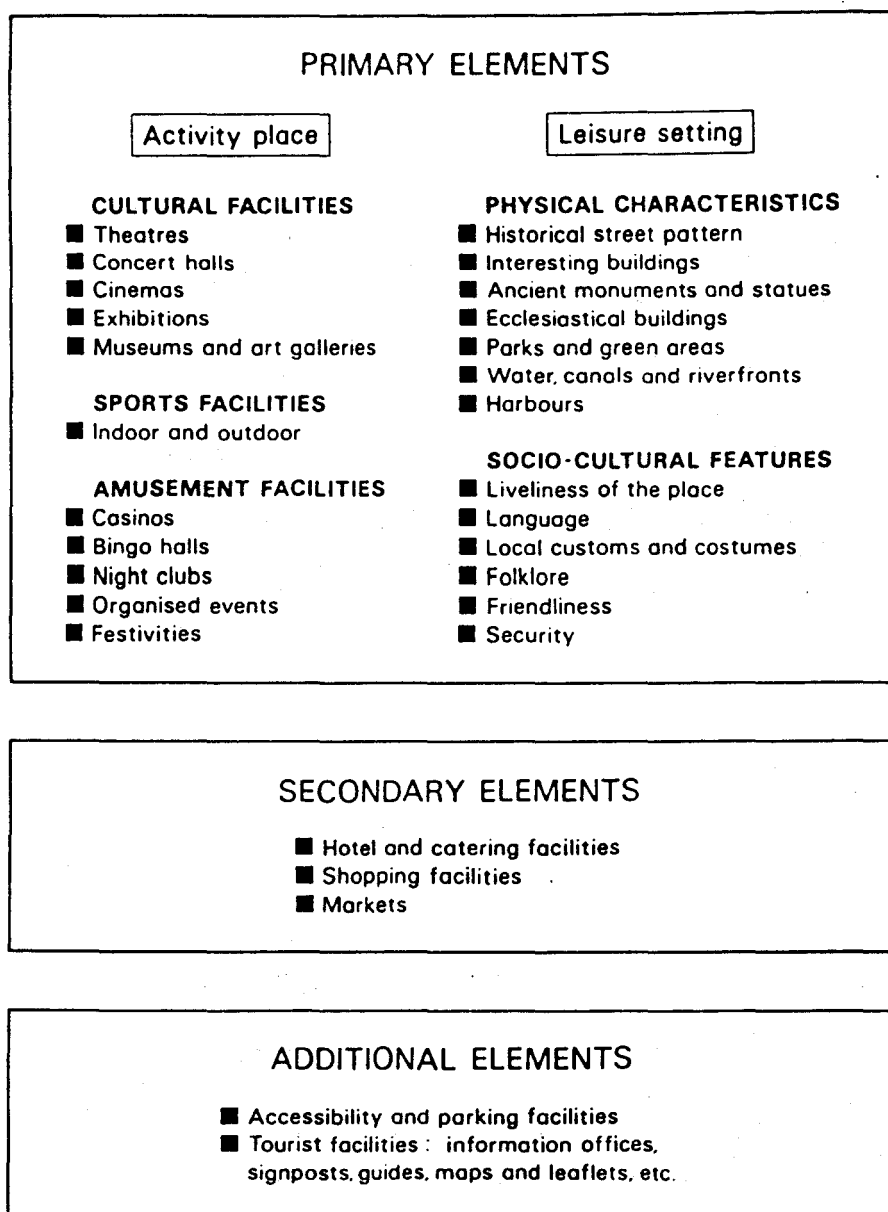 PRIMARY ELEMENTS
Activity place
CULTURAL FACILITIES
■ Theatres
■ Concert halls
■ Cinemas
■ Exhibitions
■ Museums and art galleries
SPORTS FACILITIES
■ Indoor and outdoor
AMUSEMENT FACILITIES
■ Casinos
■ Bingo halls
■ Night clubs
■ Organised events
■ Festivities
Leisure setting
PHYSICAL CHARACTERISTICS
■ Historical street pattern
■ Interesting buildings
■ Ancient monuments and statues
■ Ecclesiastical buildings
■ Parks and green areas
■ Water, canals and riverfronts
■ Harbours
SOCIO-CULTURAL FEATURES
■ Liveliness of the place
■ Language
■ Local customs and costumes
■ Folklore
■ Friendliness
■ Security
SECONDARY ELEMENTS
■ Hotel and catering facilities
■ Shopping facilities
■ Markets
ADDITIONAL ELEMENTS
■ Accessibility and parking facilities
■ Tourist facilities : information offices,
signposts, guides, maps and leaflets, etc.